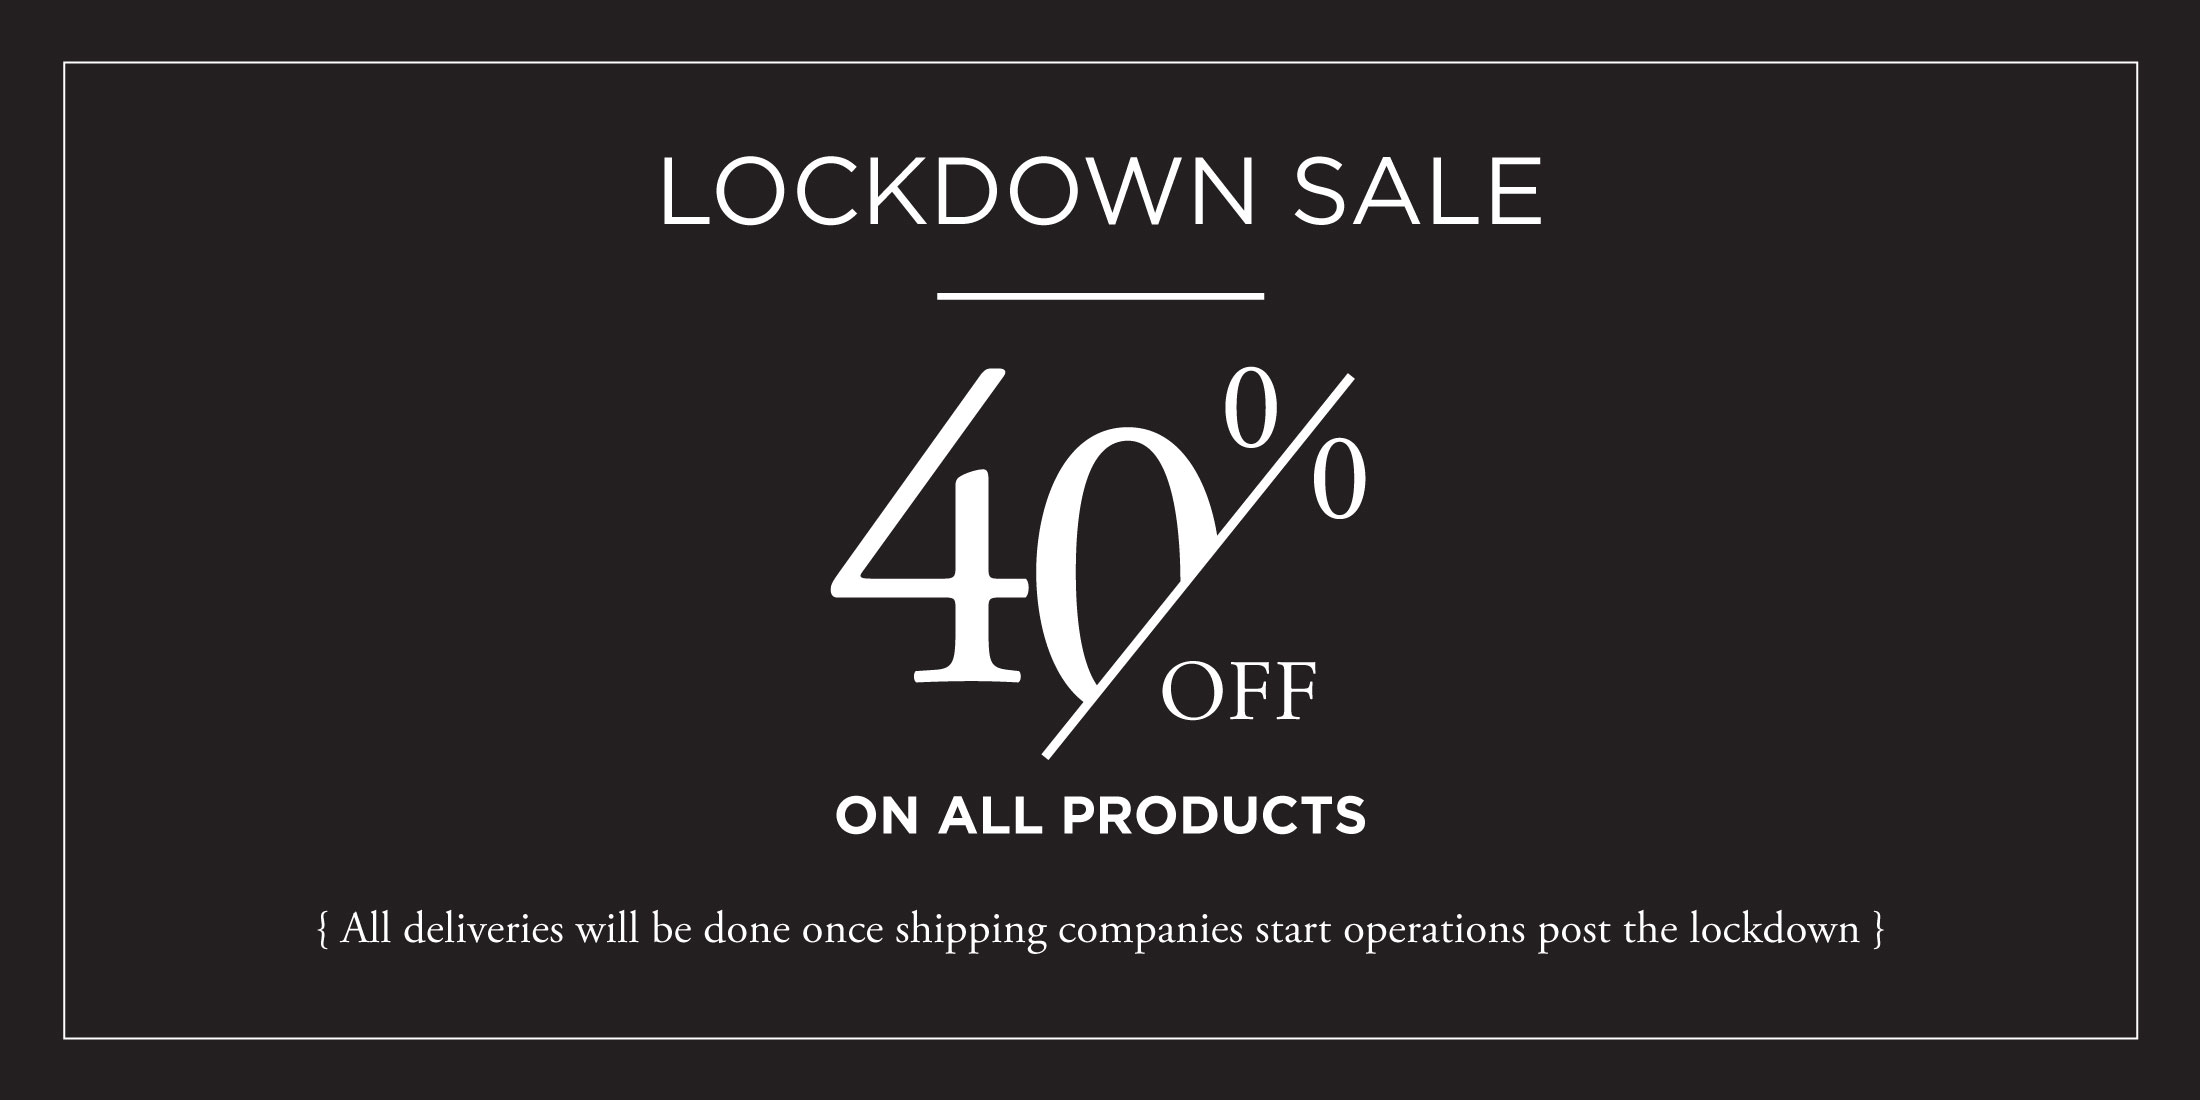 LOCKDOWN SALE
40%
OFF
ON ALL PRODUCTS
{ All deliveries will be done once shipping companies start operations post the lockdown }